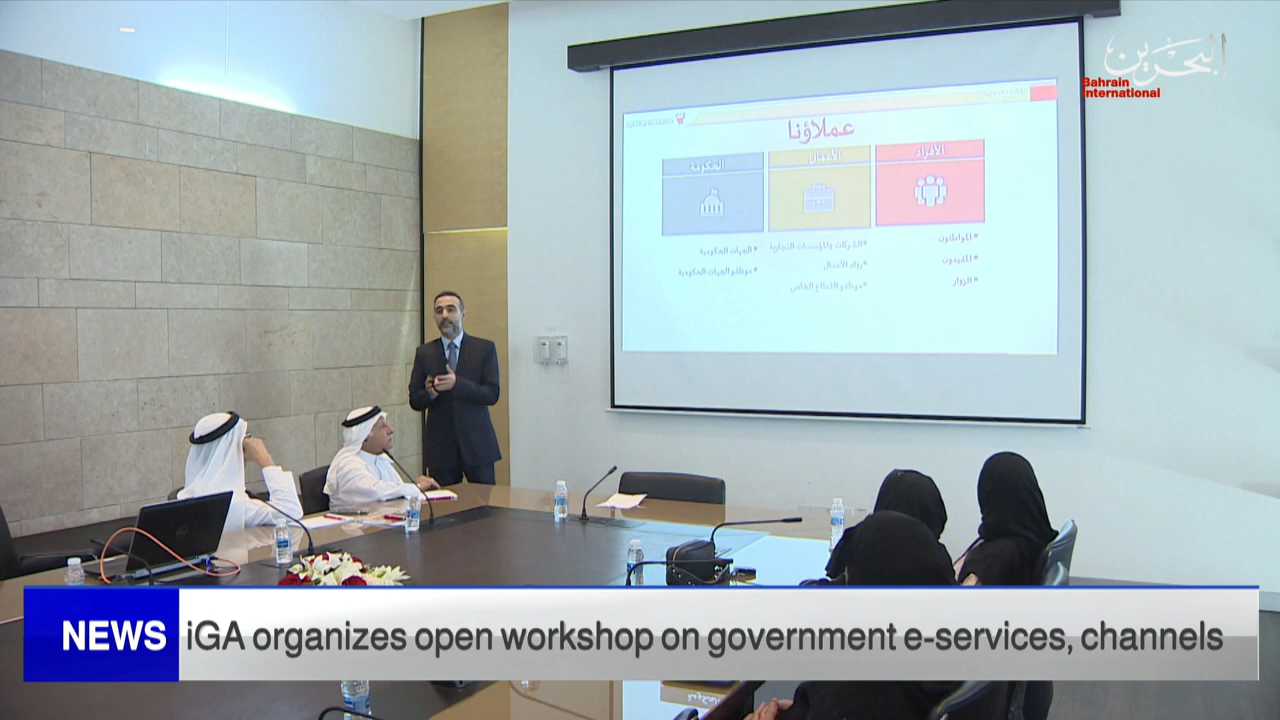 البحرين
Bahrain
International
عملاؤنا
الأفراد
الأعمال
الحكومة
• المواطنون
• المقيمون
• الزوار
• الشركات والمؤسسات التجارية
• رواد الأعمال
• موظفو القطاع الخاص
• الجهات الحكومية
• موظفو الجهات الحكومية
NEWS
iGA organizes open workshop on government e-services, channels